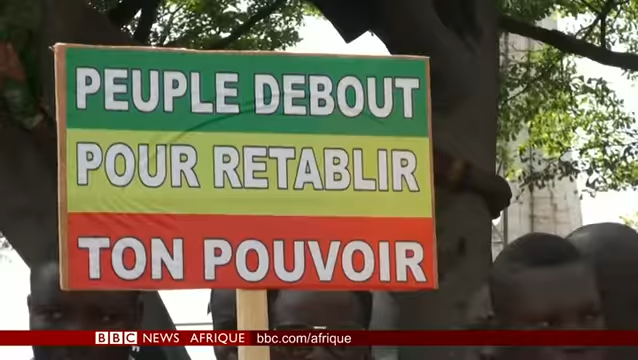 PEUPLE DEBOUT
POUR RETABLIR
TON POUVOIR
BBC NEWS AFRIQUE bbc.com/afrique